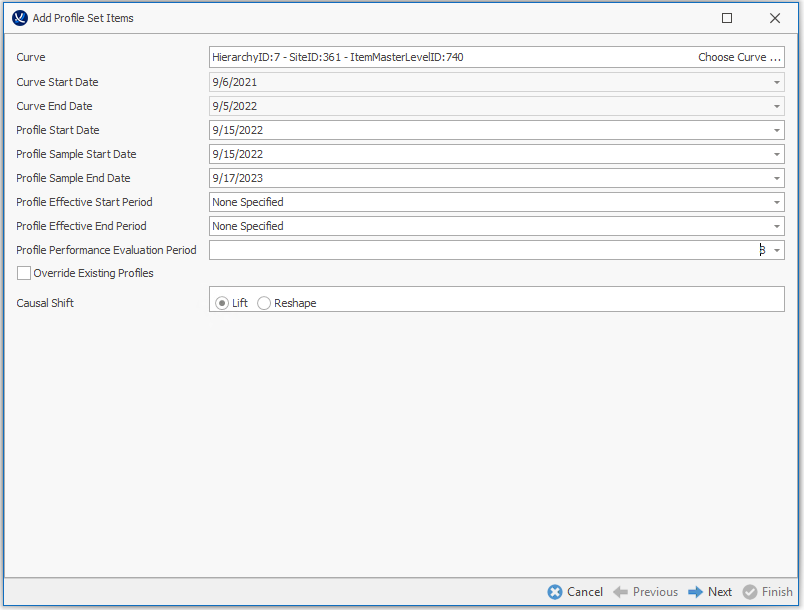 Add Profile Set Items
Curve HierarchyID:7 - SiteID:361 - ItemMasterLevelID:740 Choose Curve ...
Curve Start Date 9/6/2021
Curve End Date 9/5/2022
Profile Start Date 9/15/2022
Profile Sample Start Date 9/15/2022
Profile Sample End Date 9/17/2023
Profile Effective Start Period None Specified
Profile Effective End Period None Specified
Profile Performance Evaluation Period 3
Override Existing Profiles
Causal Shift Lift Reshape
Cancel Previous Next Finish